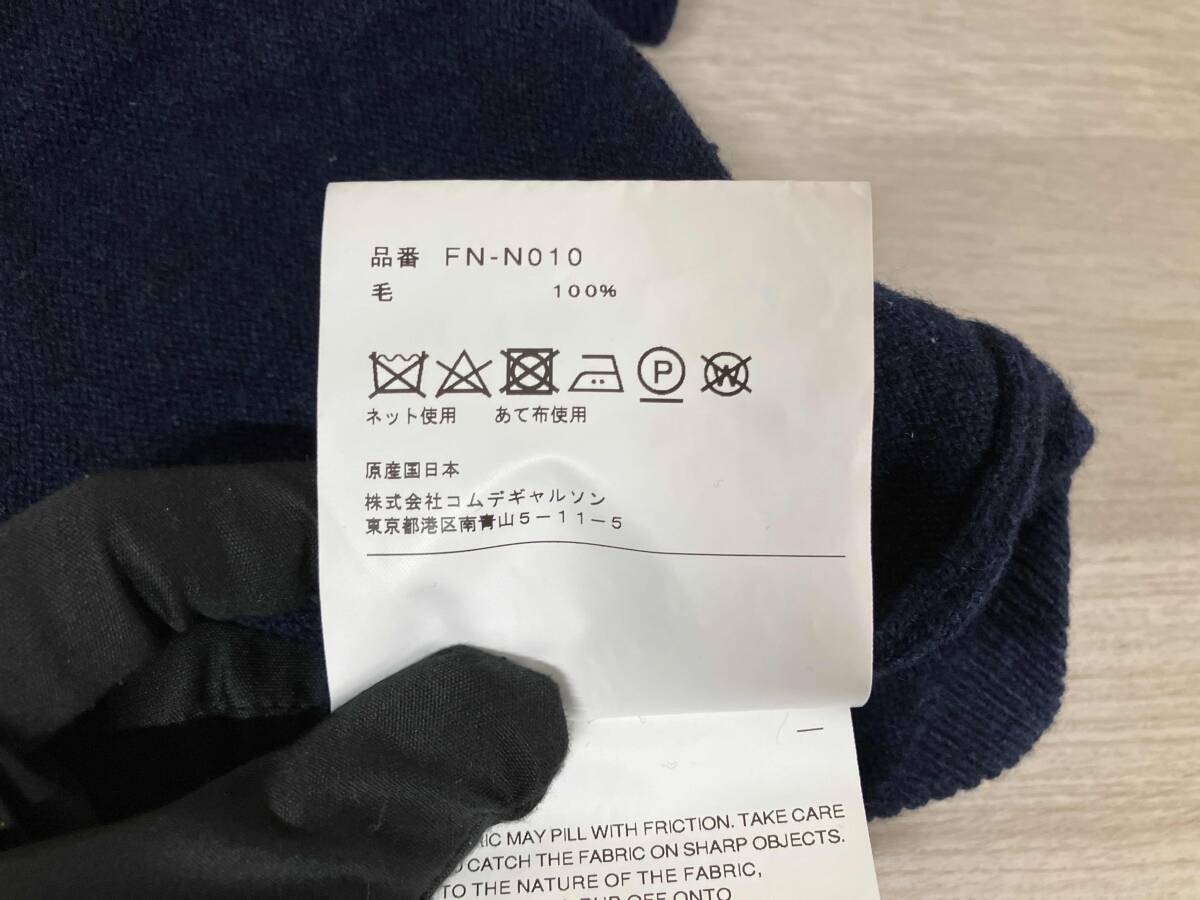 品番 FN-N010
毛 100%
P W
ネット使用 あて布使用
原産国日本
株式会社コムデギャルソン
東京都港区南青山5-11-5
MAY PILL WITH FRICTION. TAKE CARE
CATCH THE FABRIC ON SHARP OBJECTS.
TO THE NATURE OF THE FABRIC,
OFF ONTO